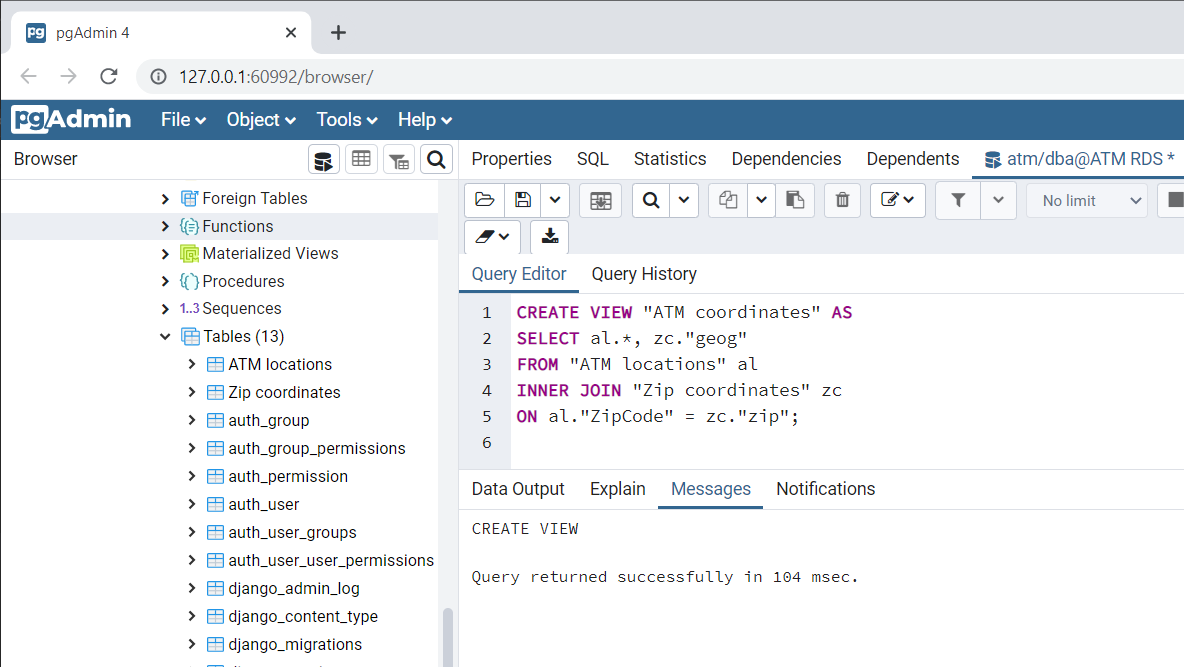 pg pgAdmin 4
127.0.0.1:60992/browser/
pgAdmin File Object Tools Help
Browser
Properties SQL Statistics Dependencies Dependents atm/dba@ATM RDS *
Foreign Tables
Functions
Materialized Views
1..3 Sequences
Procedures
Tables (13)
ATM locations
Zip coordinates
auth_group
auth_group_permissions
auth_permission
auth_user
auth_user_groups
auth_user_user_permissions
django_admin_log
django_content_type
django_migrations
No limit
Query Editor Query History
1 CREATE VIEW "ATM coordinates" AS
2 SELECT al.*, zc."geog"
3 FROM "ATM locations" al
4 INNER JOIN "Zip coordinates" zc
5 ON al."ZipCode" = zc."zip";
6
Data Output Explain Messages Notifications
CREATE VIEW
Query returned successfully in 104 msec.